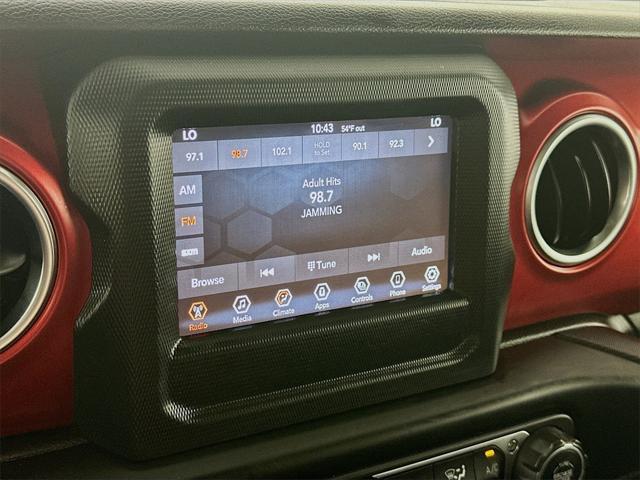 LO 10:43 54°F out LO
97.1 98.7 102.1 HOLD to Set 90.1 92.3
AM
Adult Hits
98.7
FM
JAMMING
Browse Tune Audio
Radio Media Climate Apps Controls Phone Settings
A/C